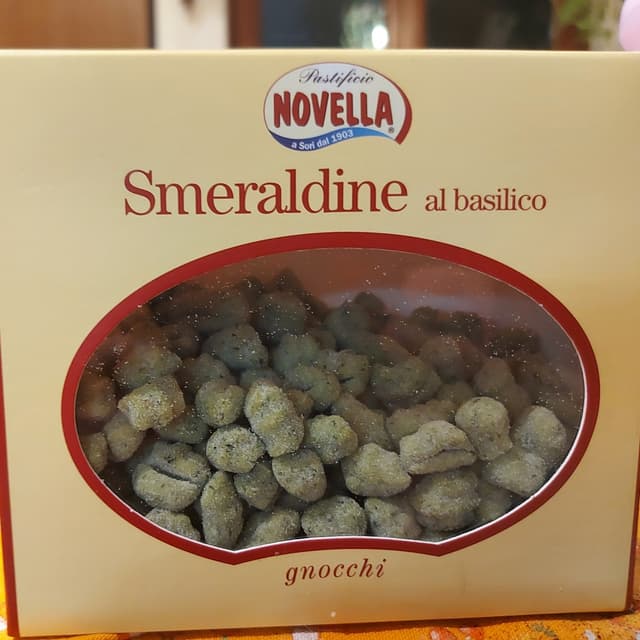 Pastificio
NOVELLA®
a Sori dal 1903
Smeraldine al basilico
gnocchi